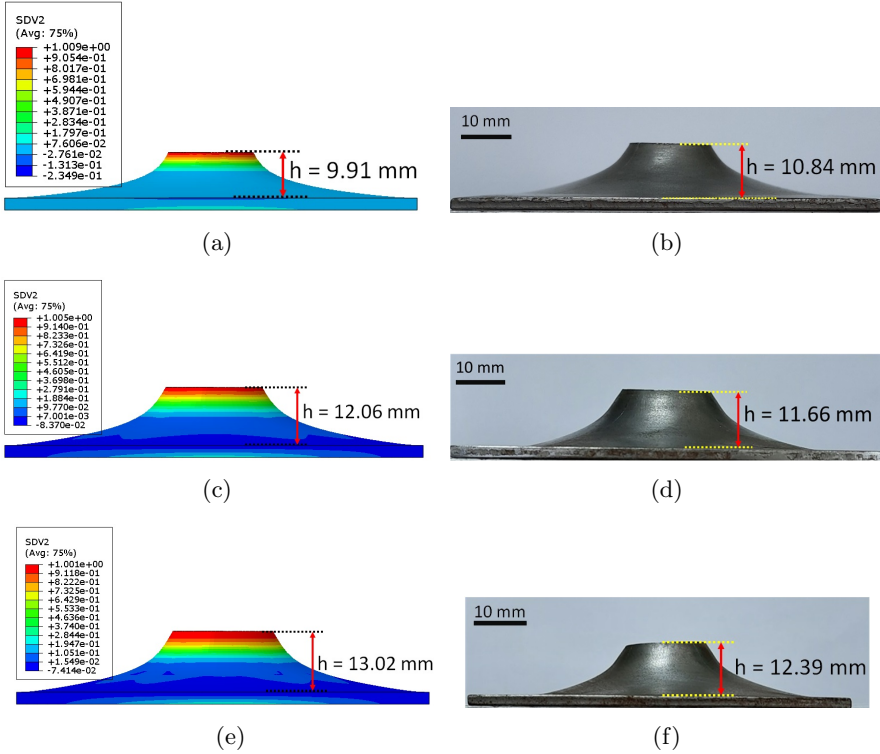 SDV2
(Avg: 75%)
+1.009e+00
+9.054e-01
+8.017e-01
+6.981e-01
+5.944e-01
+4.907e-01
+3.871e-01
+2.834e-01
+1.797e-01
+7.606e-02
-2.761e-02
-1.313e-01
-2.349e-01
h = 9.91 mm
(a)
10 mm
h = 10.84 mm
(b)
SDV2
(Avg: 75%)
+1.005e+00
+9.140e-01
+8.233e-01
+7.326e-01
+6.419e-01
+5.512e-01
+4.605e-01
+3.698e-01
+2.791e-01
+1.884e-01
+9.770e-02
+7.001e-03
-8.370e-02
h = 12.06 mm
(c)
10 mm
h = 11.66 mm
(d)
SDV2
(Avg: 75%)
+1.001e+00
+9.118e-01
+8.222e-01
+7.325e-01
+6.429e-01
+5.533e-01
+4.636e-01
+3.740e-01
+2.844e-01
+1.947e-01
+1.051e-01
+1.549e-02
-7.414e-02
h = 13.02 mm
(e)
10 mm
h = 12.39 mm
(f)